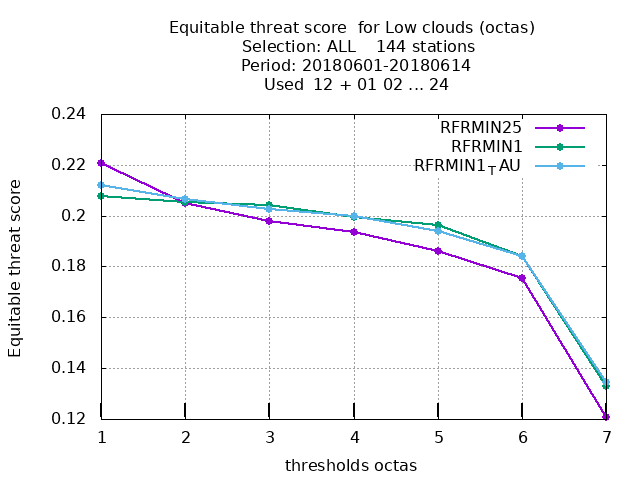 Equitable threat score  for Low clouds (octas)
Selection: ALL    144 stations
Period: 20180601-20180614
Used  12 + 01 02 ... 24
0.24
0.22
0.2
0.18
0.16
0.14
0.12
Equitable threat score
RFRMIN25
RFRMIN1
RFRMIN1TAU
1 2 3 4 5 6 7
thresholds octas